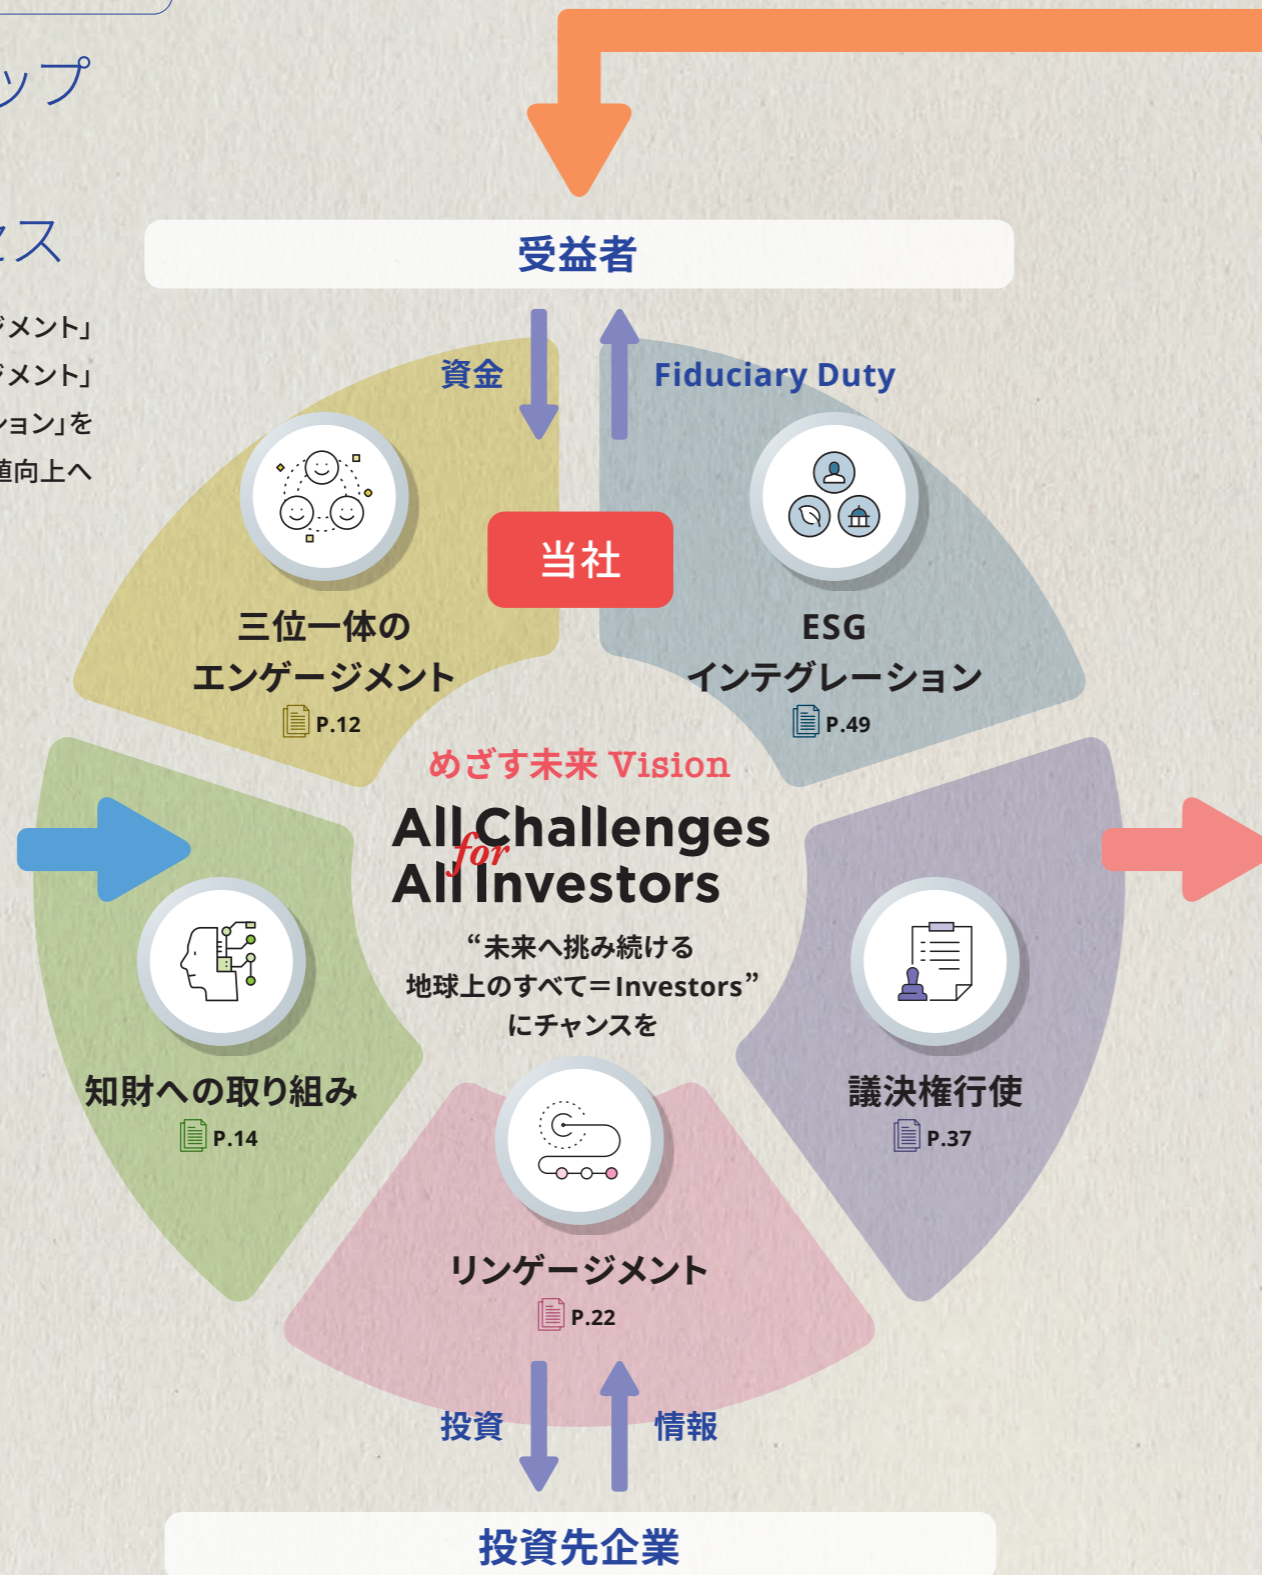 ップ
セス
ジメント」
ジメント」
ション」を
値向上へ
受益者
資金
Fiduciary Duty
当社
三位一体の
エンゲージメント
P.12
ESG
インテグレーション
P.49
めざす未来 Vision
All Challenges
for
All Investors
“未来へ挑み続ける
地球上のすべて＝Investors”
にチャンスを
知財への取り組み
P.14
議決権行使
P.37
リンゲージメント
P.22
投資
情報
投資先企業